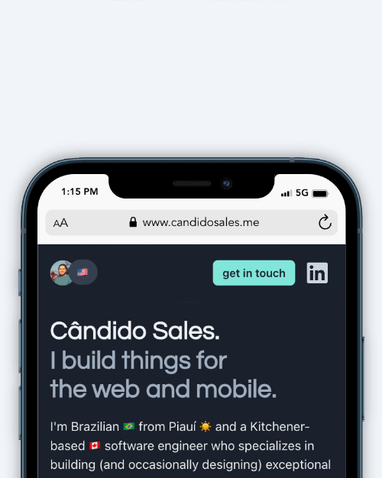 1:15 PM
5G
AA
www.candidosales.me
get in touch
in
Cândido Sales.
I build things for
the web and mobile.
I'm Brazilian 🇧🇷 from Piauí ☀️ and a Kitchener-
based 🇨🇦 software engineer who specializes in
building (and occasionally designing) exceptional